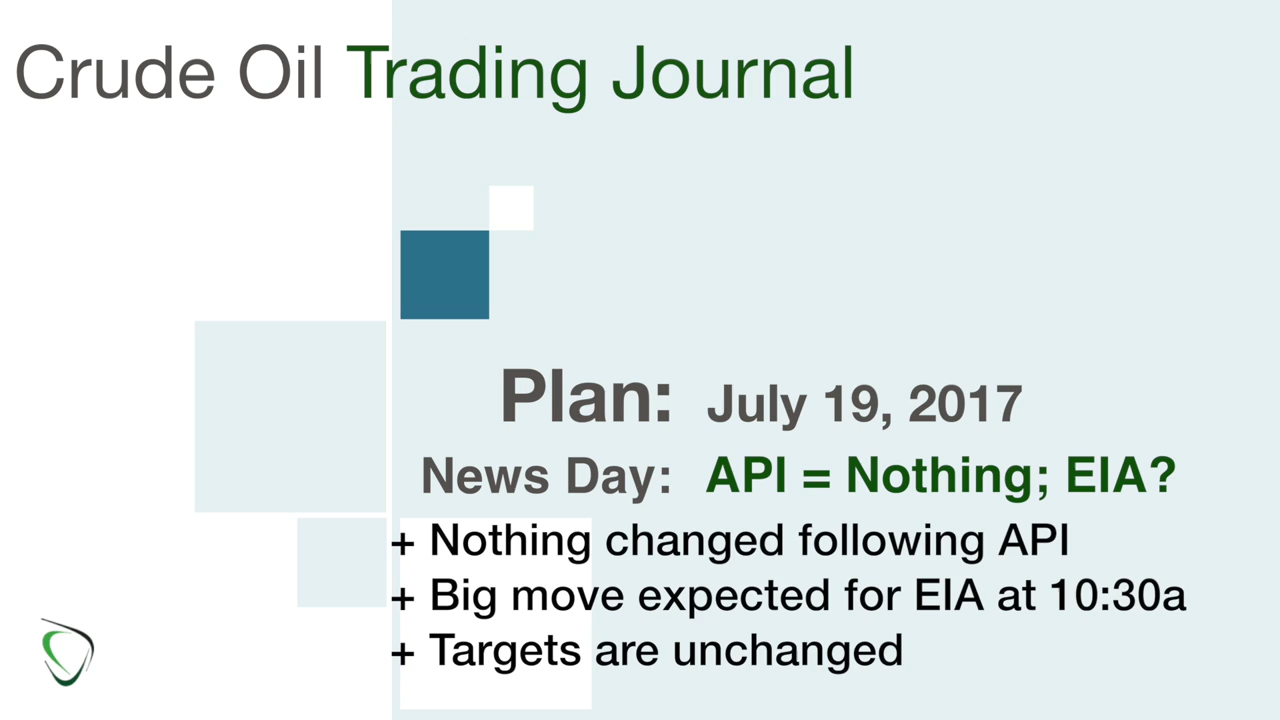 Crude Oil Trading Journal
Plan: July 19, 2017
News Day: API = Nothing; EIA?
+ Nothing changed following API
+ Big move expected for EIA at 10:30a
+ Targets are unchanged